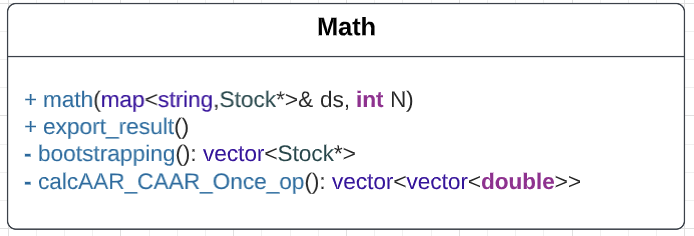 Math
+ math(map<string,Stock*>& ds, int N)
+ export_result()
- bootstrapping(): vector<Stock*>
- calcAAR_CAAR_Once_op(): vector<vector<double>>